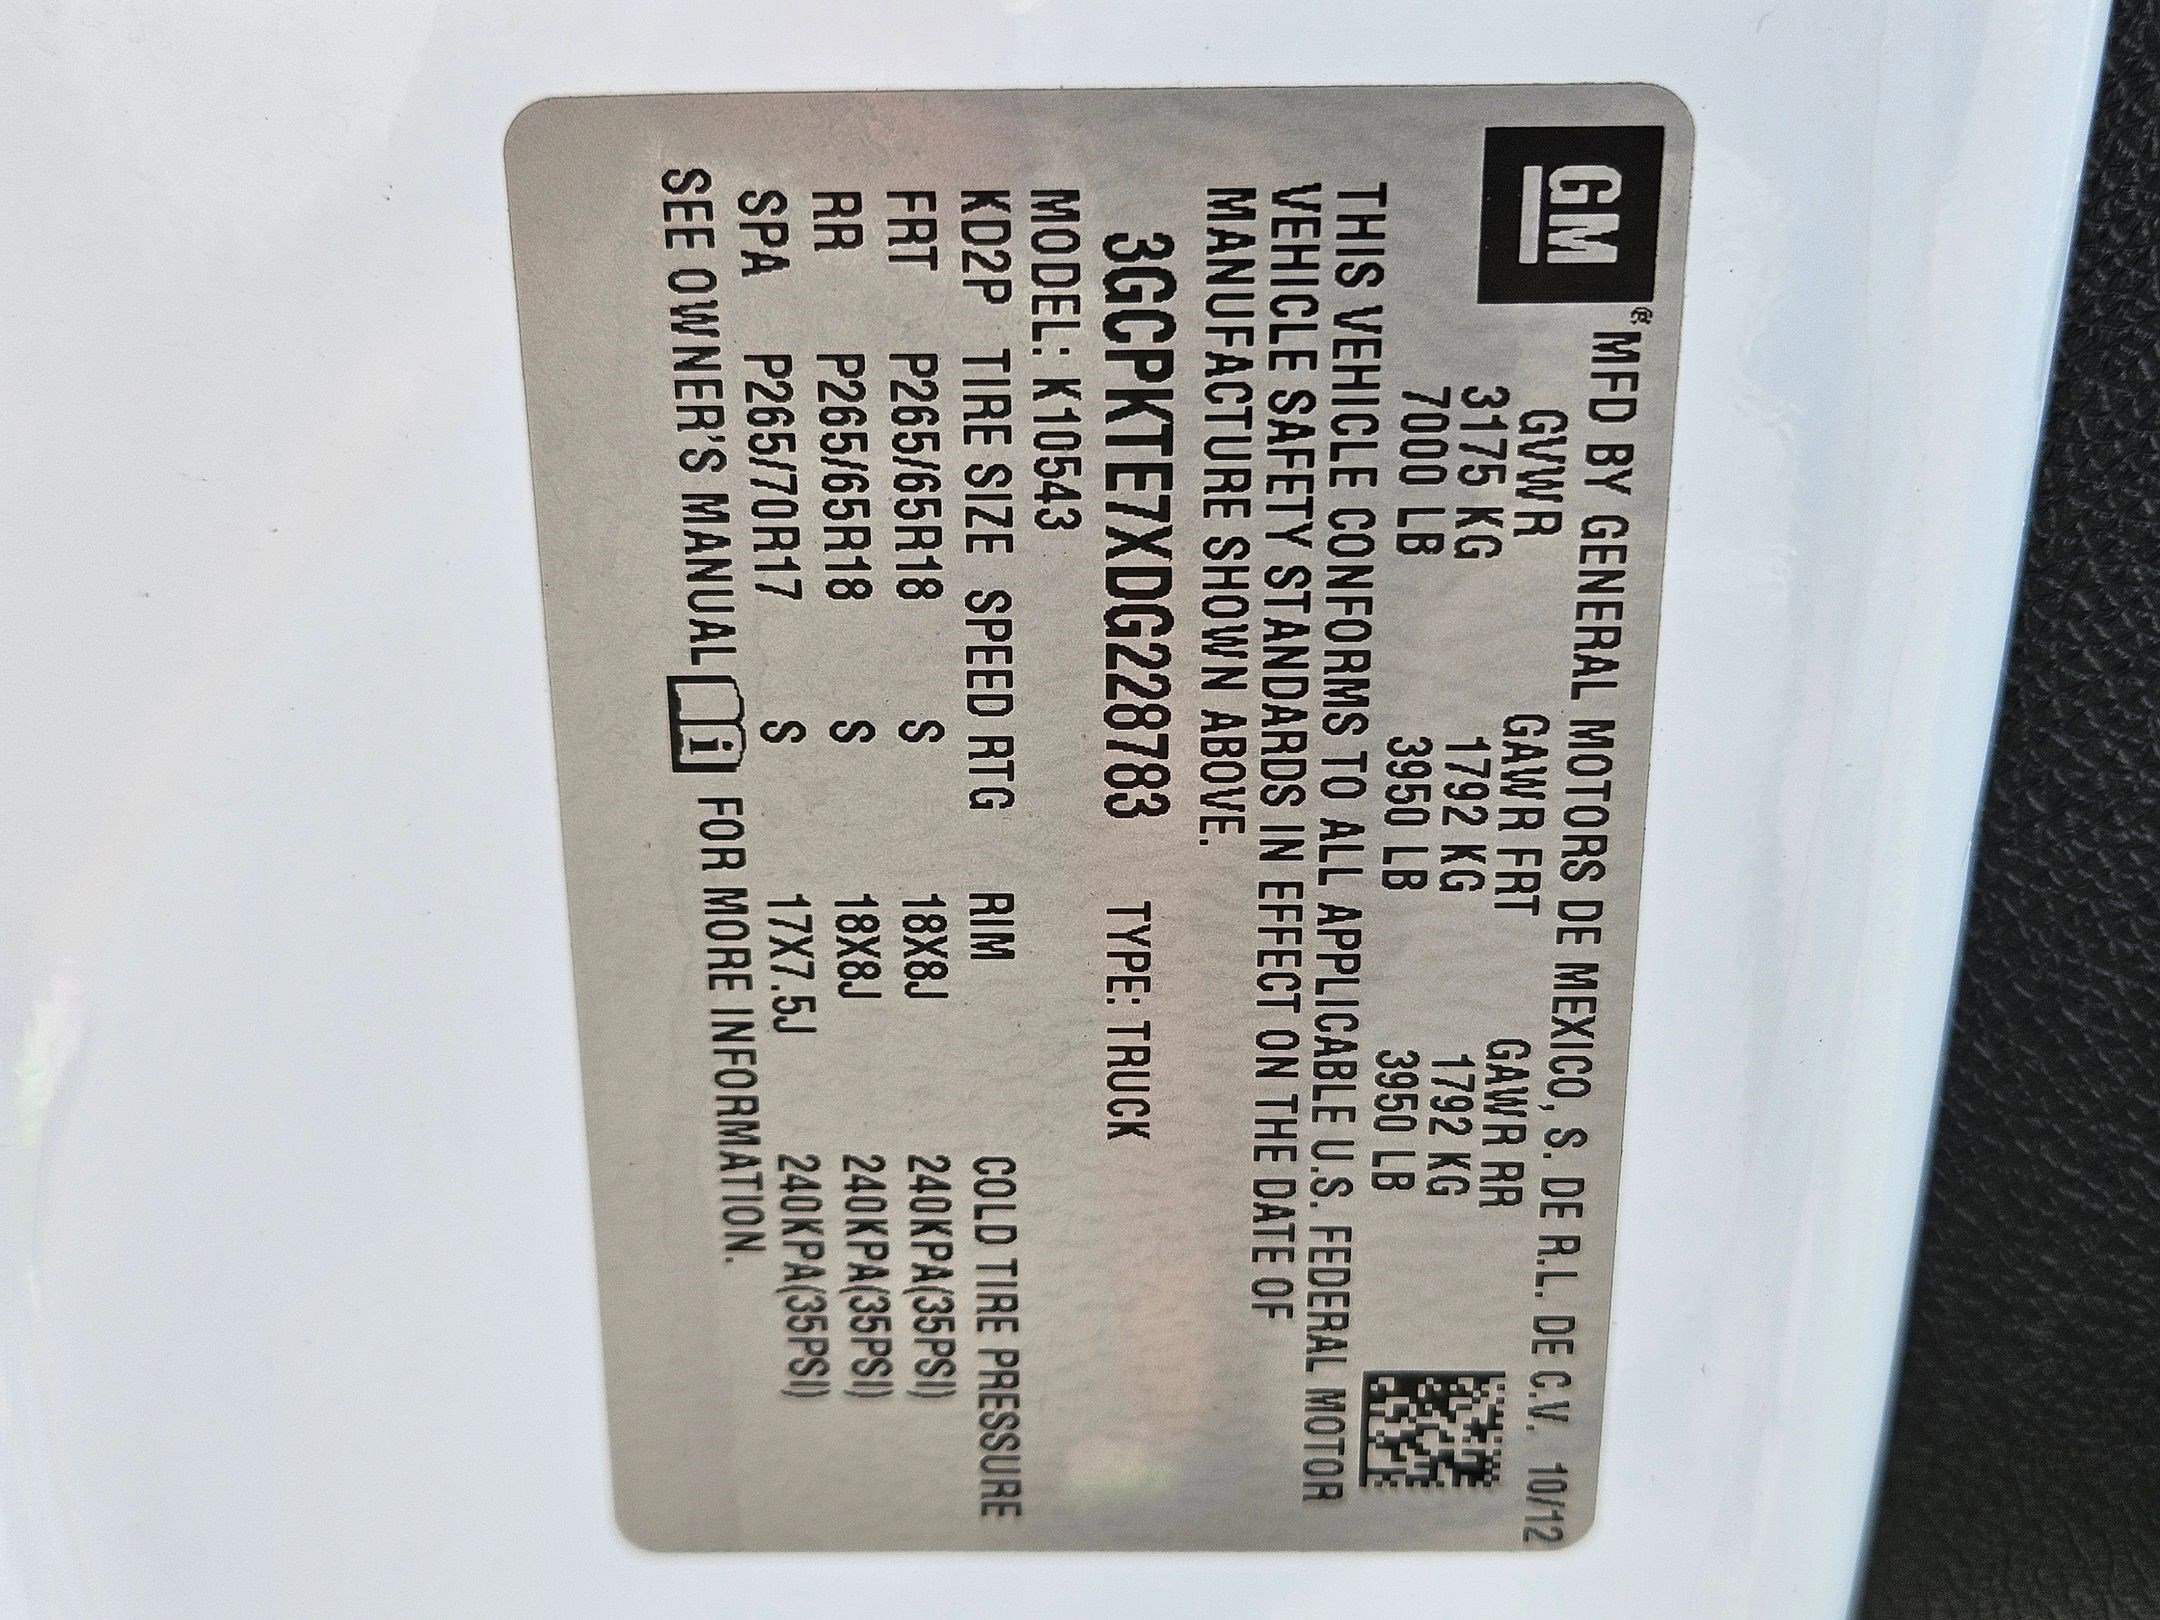 GM
® MFD BY GENERAL MOTORS DE MEXICO, S. DE R.L. DE C.V. 10/12
GVWR GAWR FRT GAWR RR
3175 KG 1792 KG 1792 KG
7000 LB 3950 LB 3950 LB
THIS VEHICLE CONFORMS TO ALL APPLICABLE U.S. FEDERAL MOTOR
VEHICLE SAFETY STANDARDS IN EFFECT ON THE DATE OF
MANUFACTURE SHOWN ABOVE.
3GCPKTE7XDG228783 TYPE: TRUCK
MODEL: K10543
KD2P TIRE SIZE SPEED RTG RIM COLD TIRE PRESSURE
FRT P265/65R18 S 18X8J 240KPA(35PSI)
RR P265/65R18 S 18X8J 240KPA(35PSI)
SPA P265/70R17 S 17X7.5J 240KPA(35PSI)
SEE OWNER'S MANUAL i FOR MORE INFORMATION.